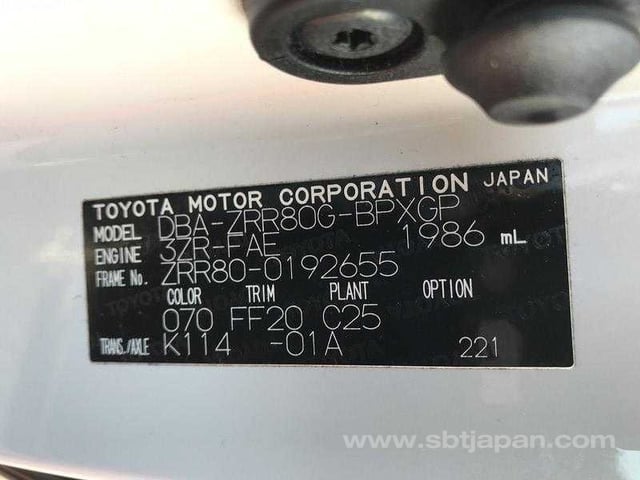 TOYOTA MOTOR CORPORATION JAPAN
MODEL DBA-ZRR80G-BPXGP
ENGINE 3ZR-FAE 1986 mL
FRAME No. ZRR80-0192655
COLOR TRIM PLANT OPTION
070 FF20 C25
TRANS./AXLE K114 -01A 221
www.sbtjapan.com